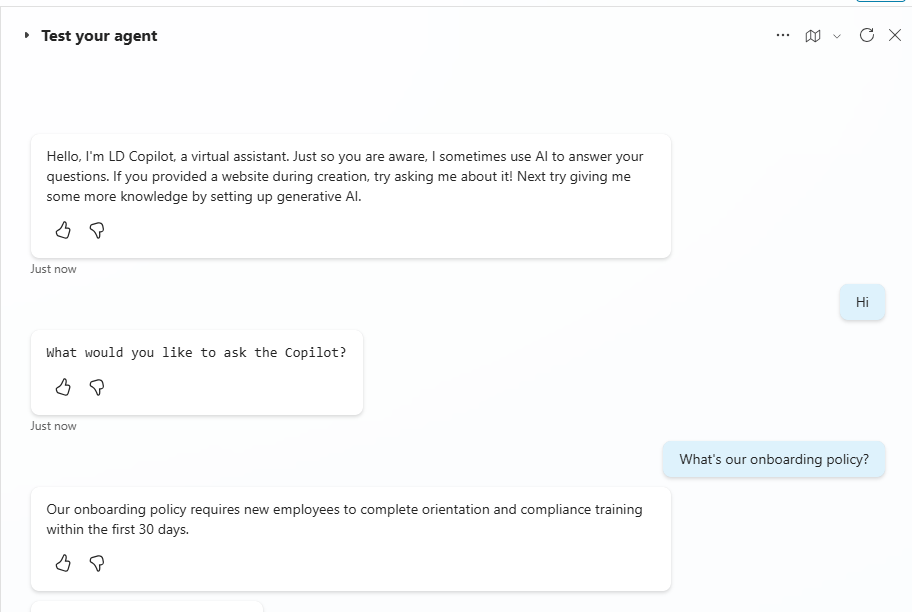 Test your agent
Hello, I'm LD Copilot, a virtual assistant. Just so you are aware, I sometimes use AI to answer your
questions. If you provided a website during creation, try asking me about it! Next try giving me
some more knowledge by setting up generative AI.
Just now
Hi
What would you like to ask the Copilot?
Just now
What's our onboarding policy?
Our onboarding policy requires new employees to complete orientation and compliance training
within the first 30 days.